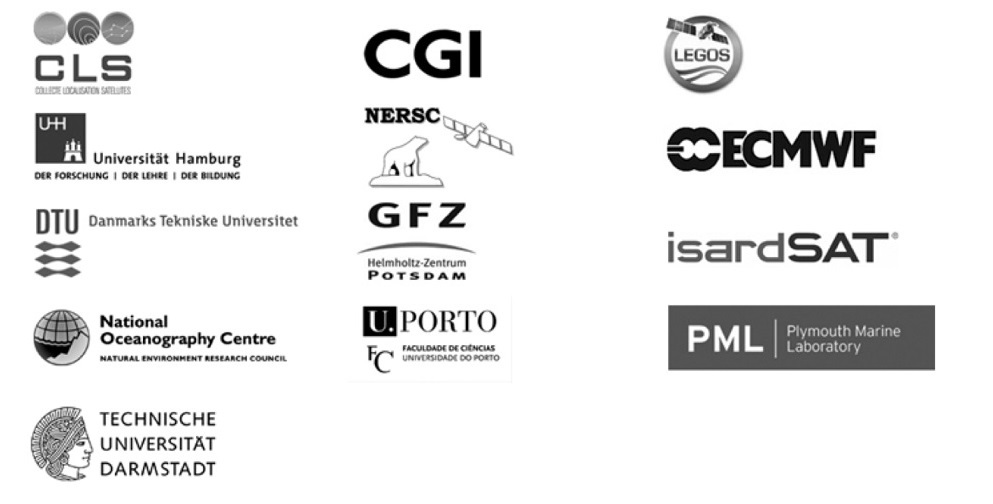 CLS
COLLECTE LOCALISATION SATELLITES
CGI
LEGOS
UHH
Universität Hamburg
DER FORSCHUNG | DER LEHRE | DER BILDUNG
NERSC
ECMWF
DTU Danmarks Tekniske Universitet
GFZ
Helmholtz-Zentrum
POTSDAM
isardSAT®
National
Oceanography Centre
NATURAL ENVIRONMENT RESEARCH COUNCIL
U.PORTO
FC
FACULDADE DE CIÊNCIAS
UNIVERSIDADE DO PORTO
PML
Plymouth Marine
Laboratory
TECHNISCHE
UNIVERSITÄT
DARMSTADT